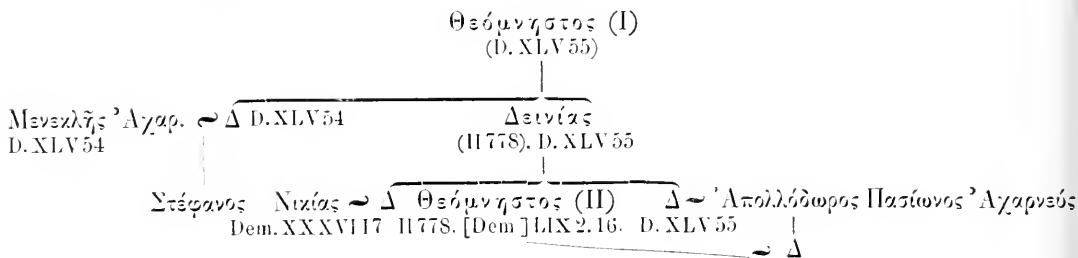 Θεόμνηστος (I)
(D. XLV 55)
Μενεκλῆς Ἀχαρ. ~ Δ D. XLV 54 Δεινίας
D. XLV 54 (II 778). D. XLV 55
Στέφανος Νικίας ~ Δ Θεόμνηστος (II) Δ ~ Ἀπολλόδωρος Πασίωνος Ἀχαρνεύς
Dem. XXXVI 17 II 778. [Dem] LIX 2. 16. D. XLV 55
~ Δ